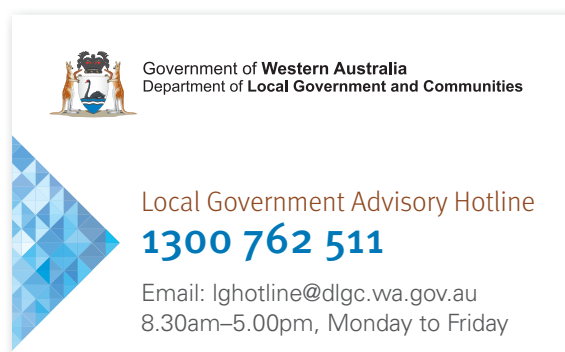 Government of Western Australia
Department of Local Government and Communities
Local Government Advisory Hotline
1300 762 511
Email: lghotline@dlgc.wa.gov.au
8.30am–5.00pm, Monday to Friday